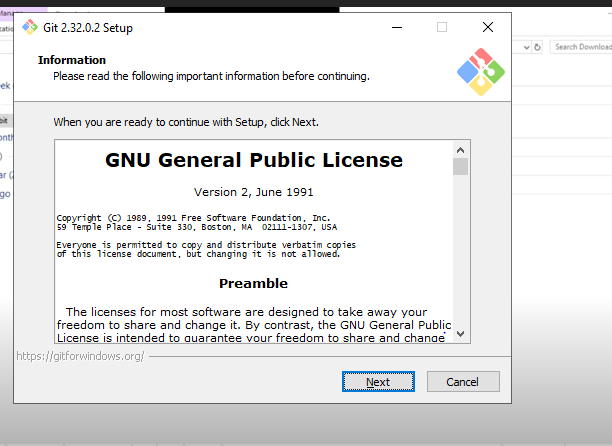 Git 2.32.0.2 Setup
Search Download
Information
Please read the following important information before continuing.
When you are ready to continue with Setup, click Next.
GNU General Public License
Version 2, June 1991
Copyright (C) 1989, 1991 Free Software Foundation, Inc.
59 Temple Place - Suite 330, Boston, MA  02111-1307, USA
Everyone is permitted to copy and distribute verbatim copies
of this license document, but changing it is not allowed.
Preamble
The licenses for most software are designed to take away your
freedom to share and change it. By contrast, the GNU General Public
License is intended to guarantee your freedom to share and change
https://gitforwindows.org/
Next
Cancel